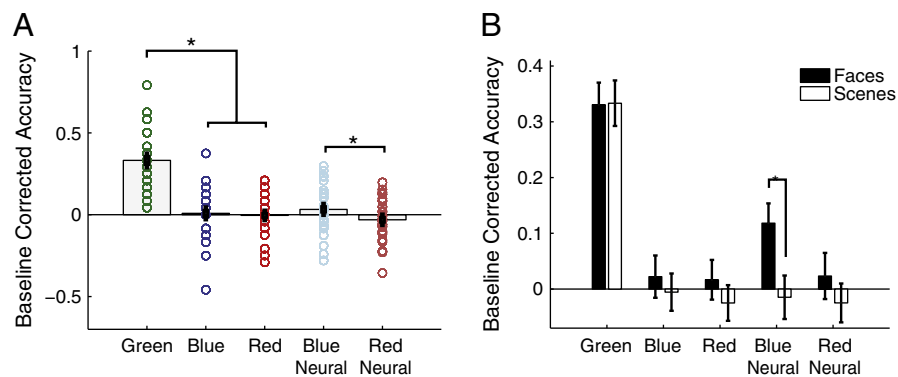 A
Baseline Corrected Accuracy
1
0.5
0
−0.5
*
*
Green
Blue
Red
Blue Neural
Red Neural
B
Baseline Corrected Accuracy
0.4
0.3
0.2
0.1
0
Faces
Scenes
*
Green
Blue
Red
Blue Neural
Red Neural